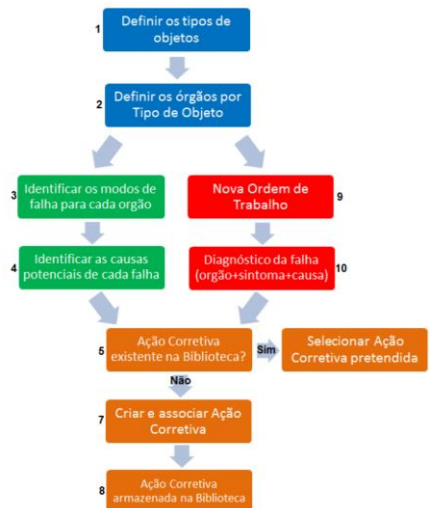 1
Definir os tipos de
objetos
2
Definir os órgãos por
Tipo de Objeto
3
Identificar os modos de
falha para cada orgão
Nova Ordem de
Trabalho
9
4
Identificar as causas
potenciais de cada falha
Diagnóstico da falha
(orgão+sintoma+causa)
10
5
Ação Corretiva
existente na Biblioteca?
Sim
Selecionar Ação
Corretiva pretendida
Não
7
Criar e associar Ação
Corretiva
8
Ação Corretiva
armazenada na Biblioteca